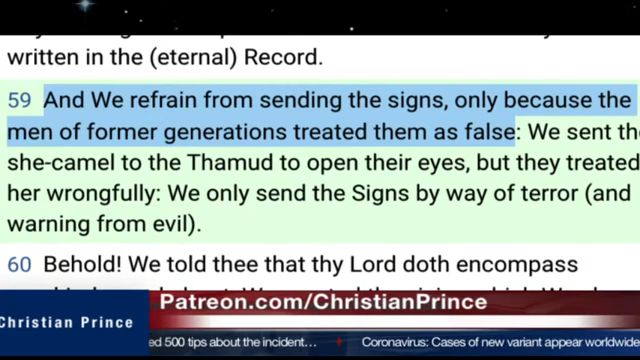 written in the (eternal) Record.
59 And We refrain from sending the signs, only because the
men of former generations treated them as false: We sent the
she-camel to the Thamud to open their eyes, but they treated
her wrongfully: We only send the Signs by way of terror (and
warning from evil).
60 Behold! We told thee that thy Lord doth encompass
Patreon.com/ChristianPrince
Christian Prince
ed 500 tips about the incident… Coronavirus: Cases of new variant appear worldwide